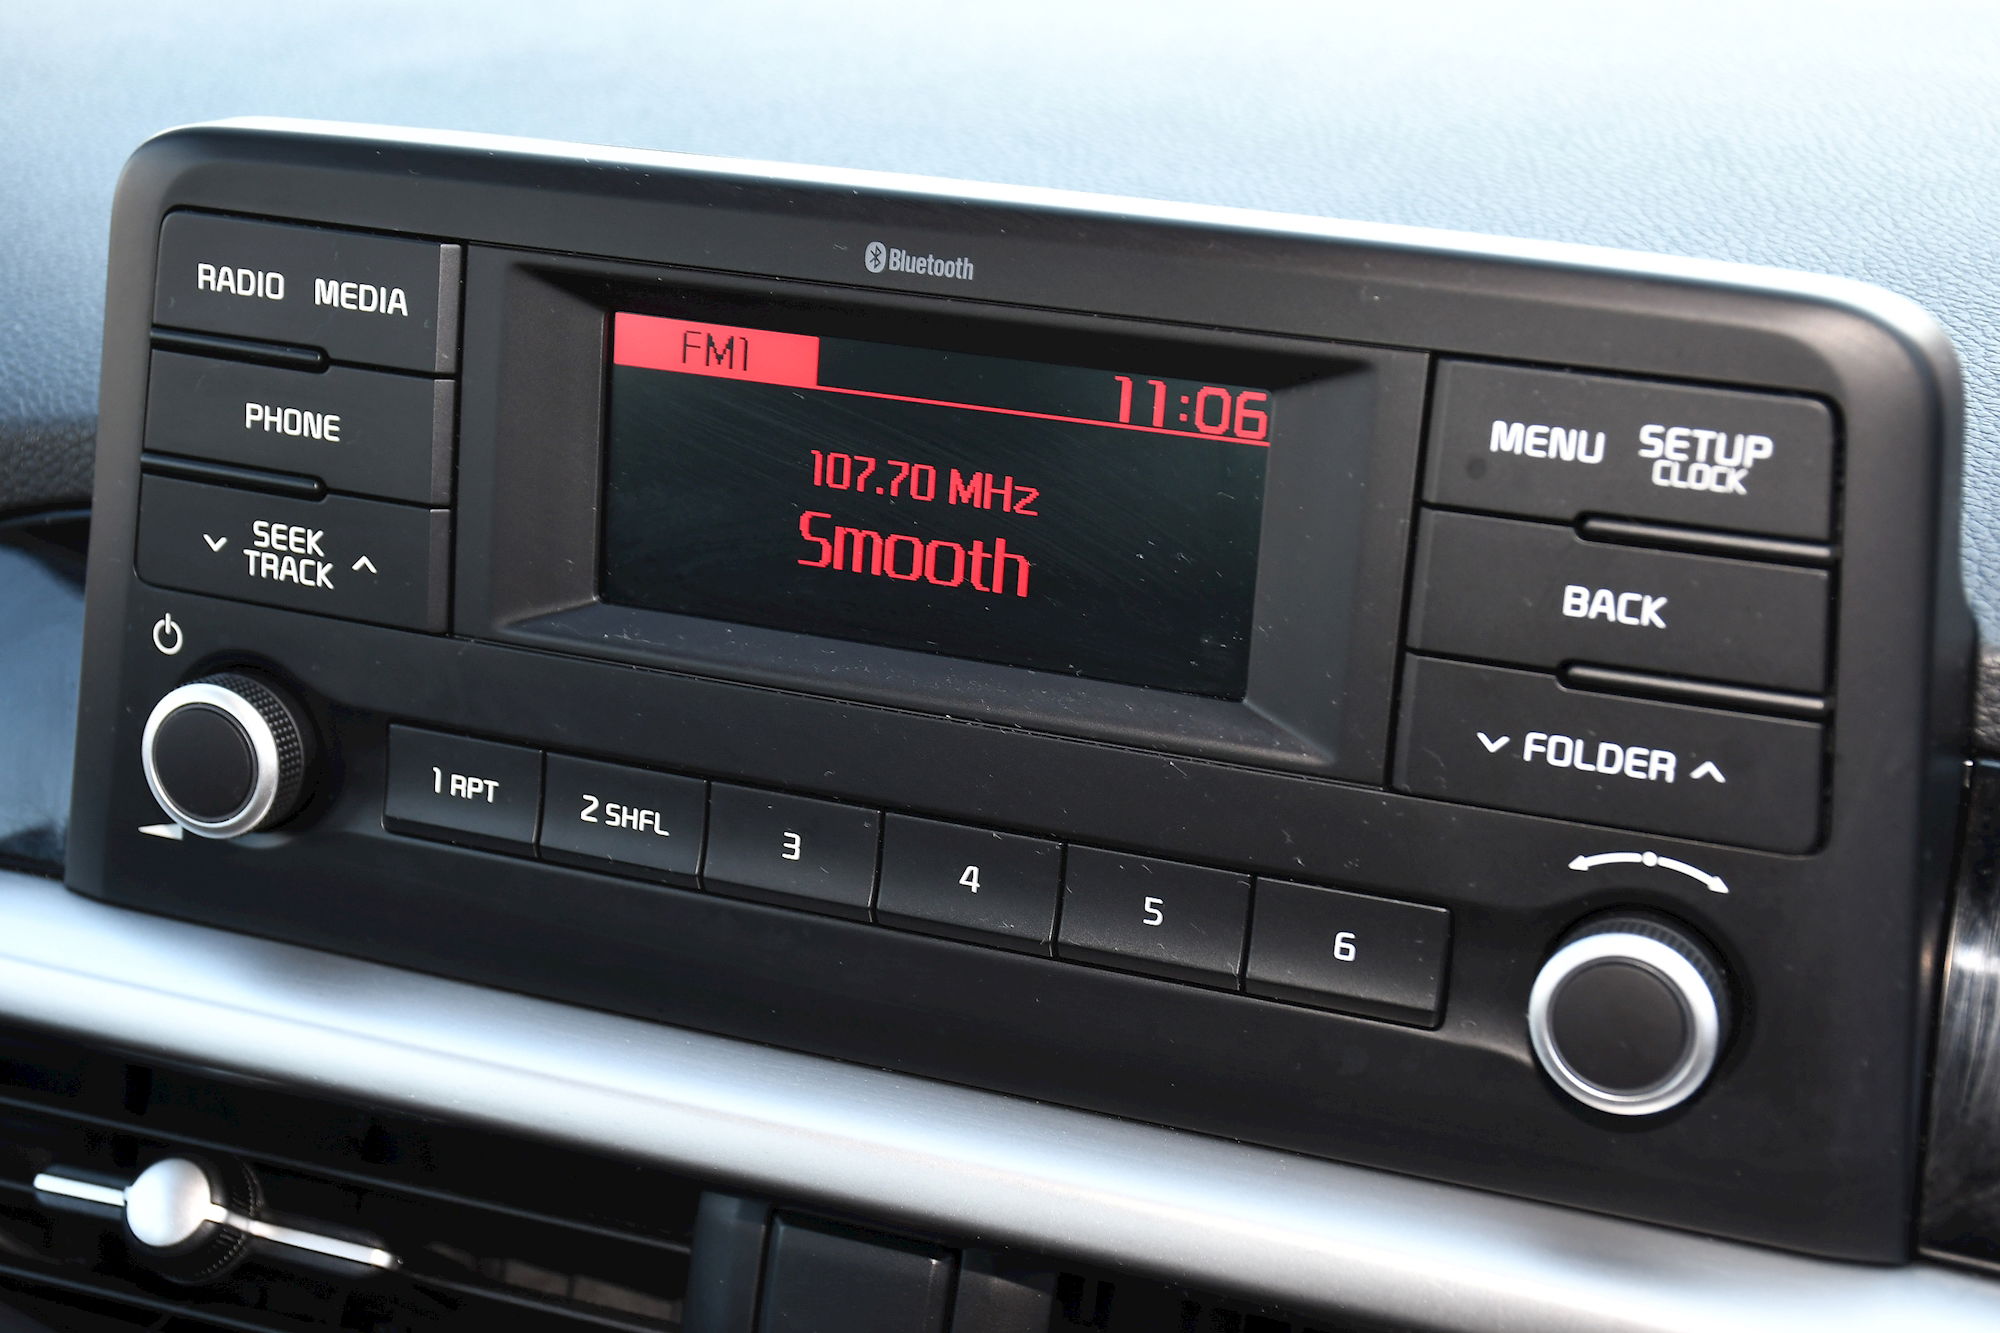 Bluetooth
RADIO MEDIA
PHONE
SEEK
TRACK
FM1
11:06
107.70 MHz
Smooth
MENU SETUP
CLOCK
BACK
FOLDER
1 RPT
2 SHFL
3
4
5
6